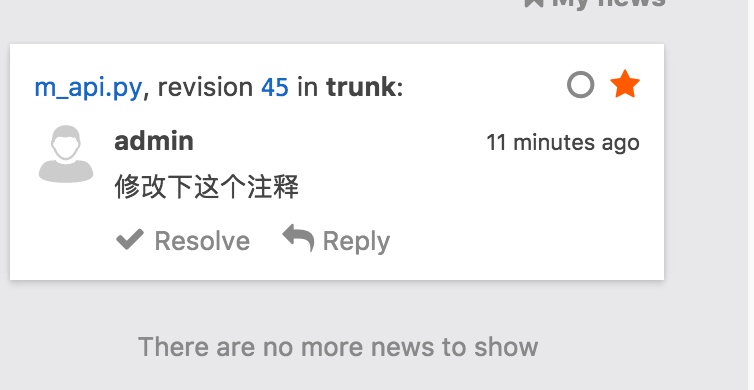 My news
m_api.py, revision 45 in trunk:
admin
11 minutes ago
修改下这个注释
Resolve
Reply
There are no more news to show